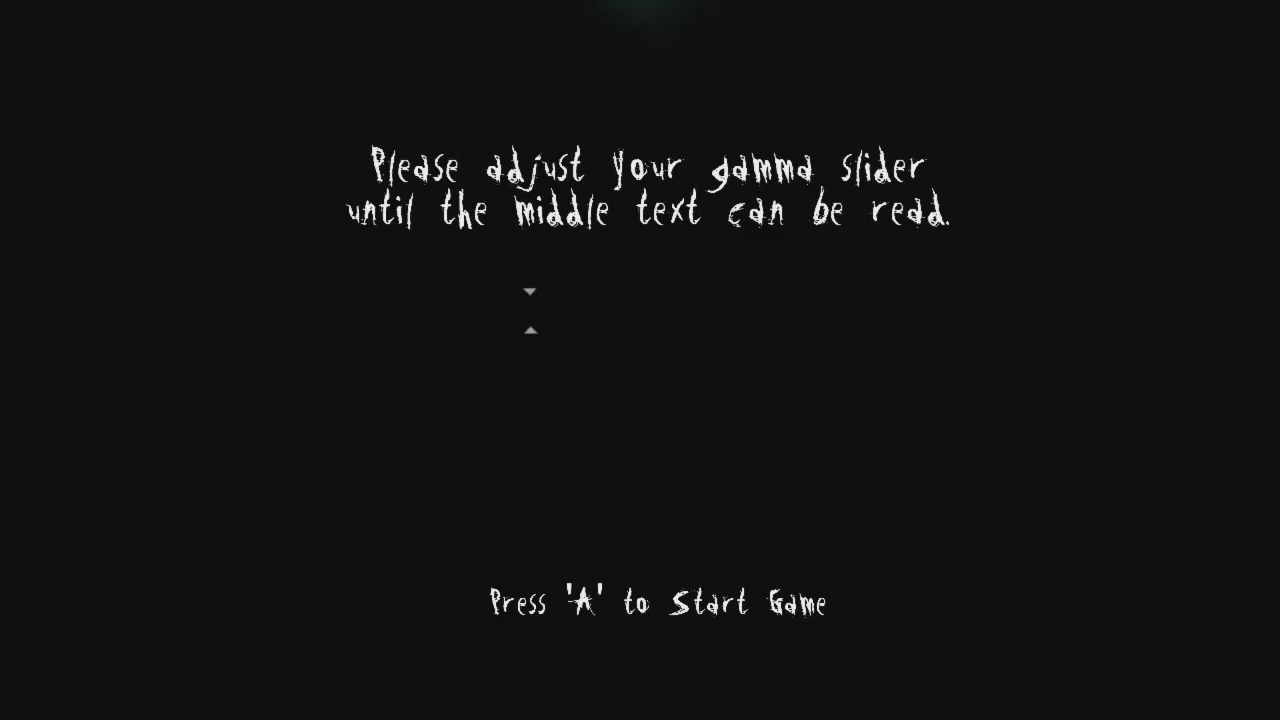 Please adjust your gamma slider
until the middle text can be read.
Press 'A' to Start Game